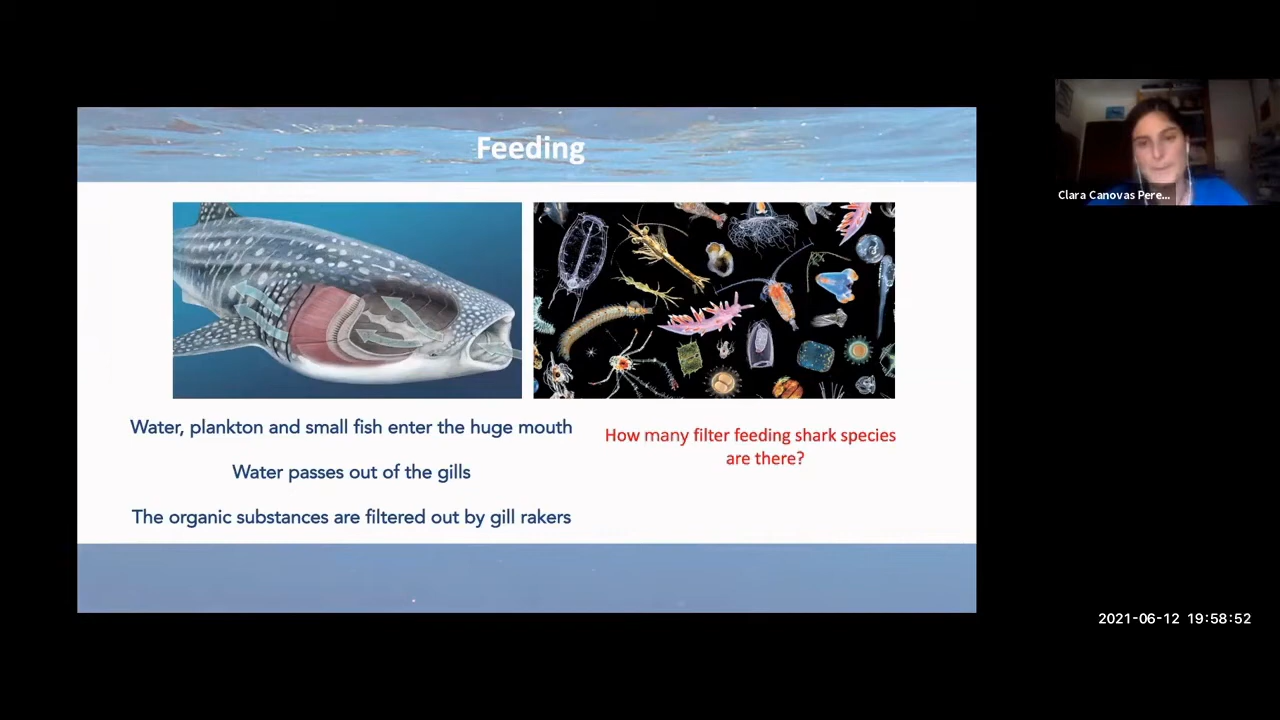 Feeding
Clara Canovas Pere...
Water, plankton and small fish enter the huge mouth
Water passes out of the gills
The organic substances are filtered out by gill rakers
How many filter feeding shark species
are there?
2021-06-12 19:58:52